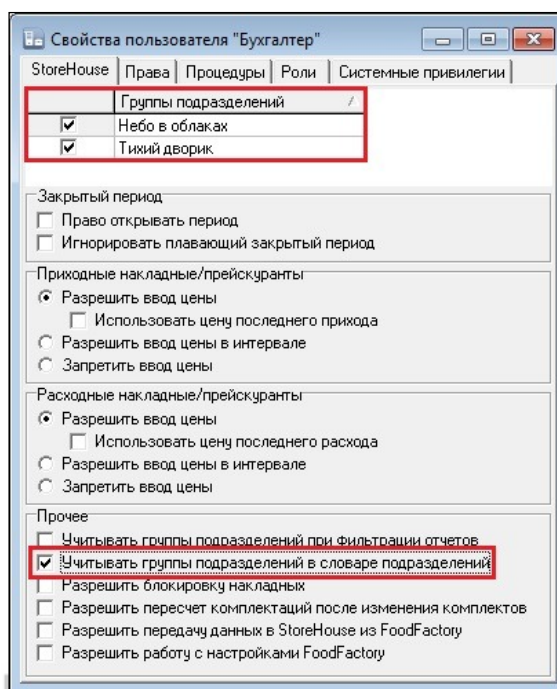 Свойства пользователя "Бухгалтер"
StoreHouse Права Процедуры Роли Системные привилегии
Группы подразделений
Небо в облаках
Тихий дворик
Закрытый период
Право открывать период
Игнорировать плавающий закрытый период
Приходные накладные/прейскуранты
Разрешить ввод цены
Использовать цену последнего прихода
Разрешить ввод цены в интервале
Запретить ввод цены
Расходные накладные/прейскуранты
Разрешить ввод цены
Использовать цену последнего расхода
Разрешить ввод цены в интервале
Запретить ввод цены
Прочее
Учитывать группы подразделений при фильтрации отчетов
Учитывать группы подразделений в словаре подразделений
Разрешить блокировку накладных
Разрешить пересчет комплектаций после изменения комплектов
Разрешить передачу данных в StoreHouse из FoodFactory
Разрешить работу с настройками FoodFactory